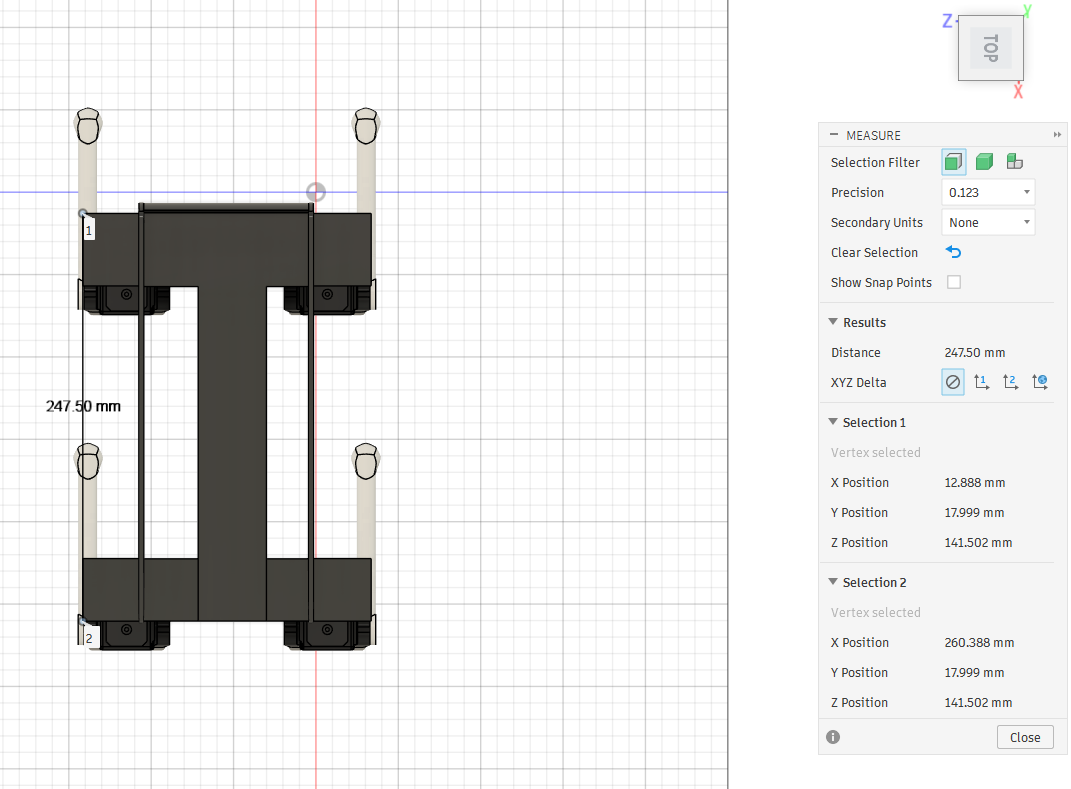 Z
Y
TOP
X
MEASURE
Selection Filter
Precision 0.123
Secondary Units None
Clear Selection
Show Snap Points
Results
Distance 247.50 mm
XYZ Delta 1 2
Selection 1
Vertex selected
X Position 12.888 mm
Y Position 17.999 mm
Z Position 141.502 mm
Selection 2
Vertex selected
X Position 260.388 mm
Y Position 17.999 mm
Z Position 141.502 mm
Close
1
247.50 mm
2